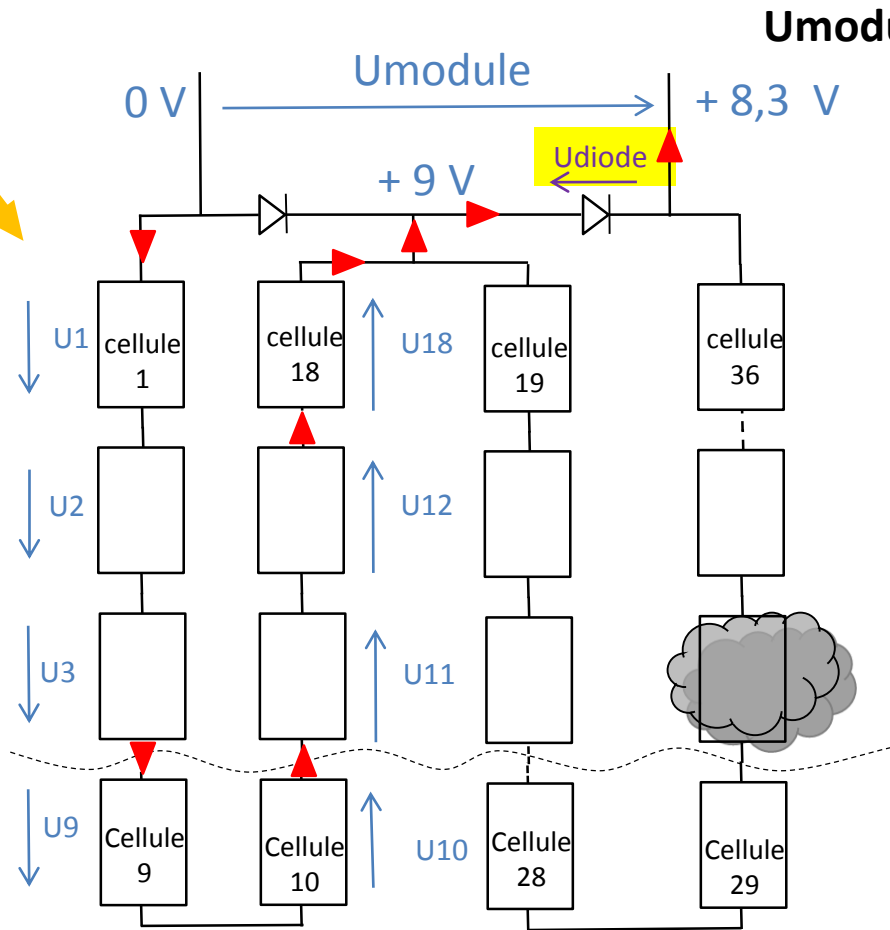 Umodu
Umodule
0 V
+ 8,3 V
Udiode
+ 9 V
U1
cellule
1
cellule
18
U18
cellule
19
cellule
36
U2
U12
U3
U11
U9
Cellule
9
Cellule
10
U10
Cellule
28
Cellule
29